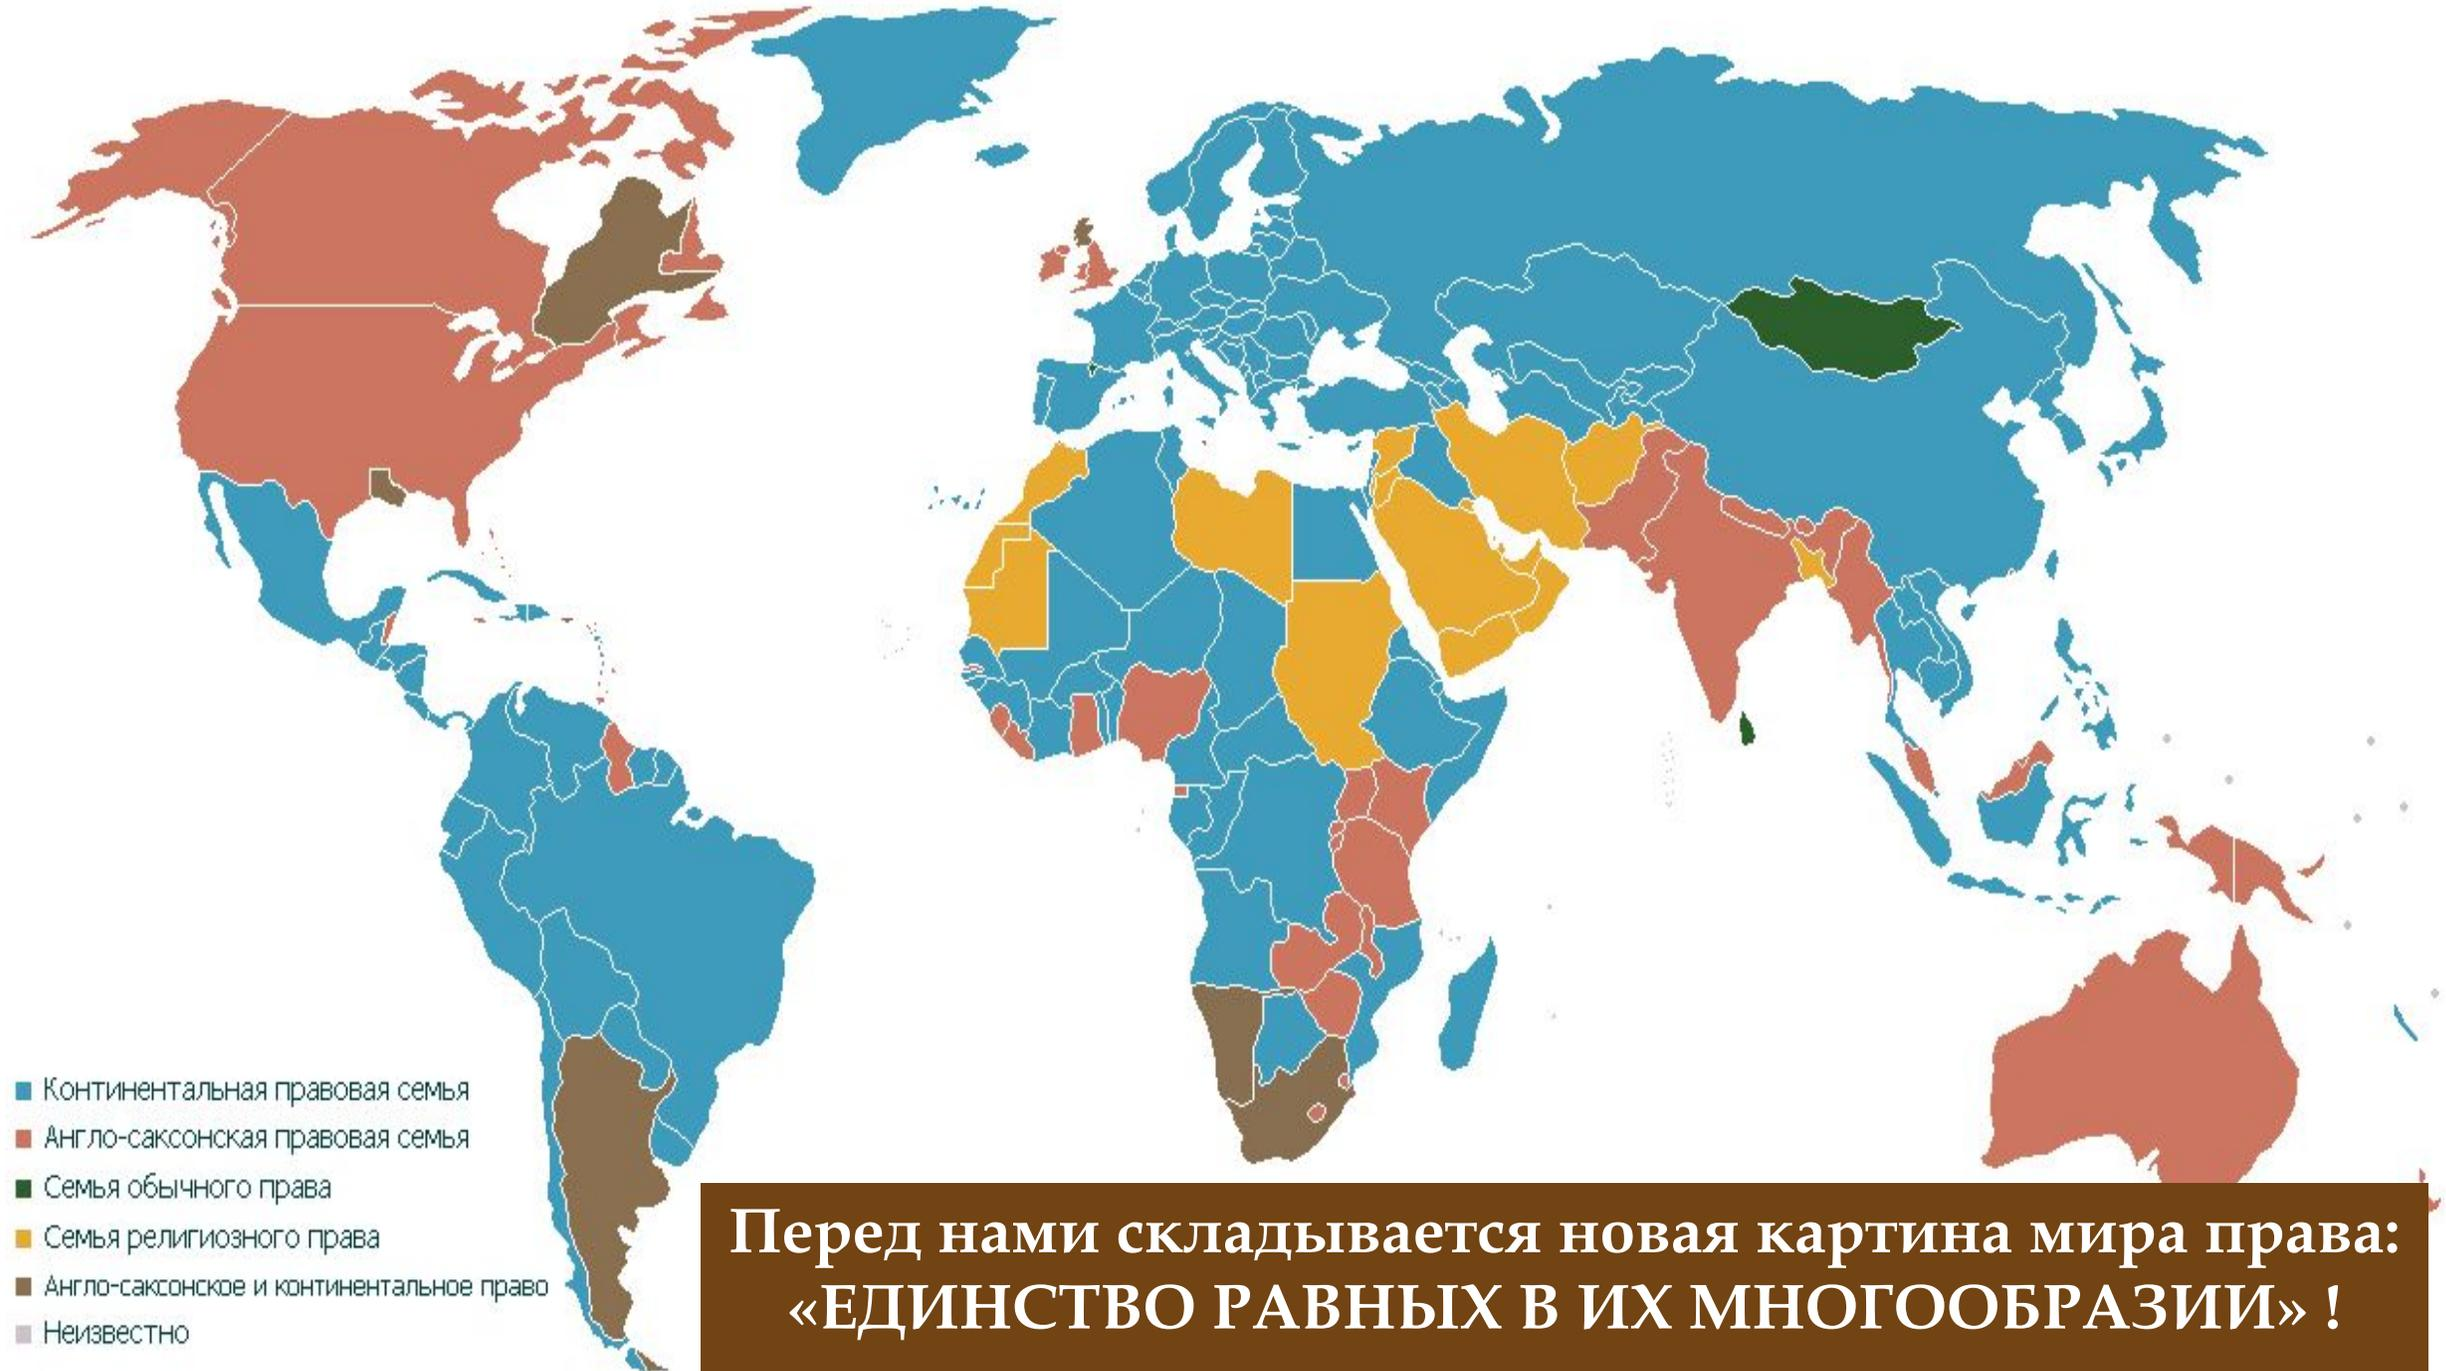 Континентальная правовая семья
Англо-саксонская правовая семья
Семья обычного права
Семья религиозного права
Англо-саксонское и континентальное право
Неизвестно
Перед нами складывается новая картина мира права:
«ЕДИНСТВО РАВНЫХ В ИХ МНОГООБРАЗИИ» !